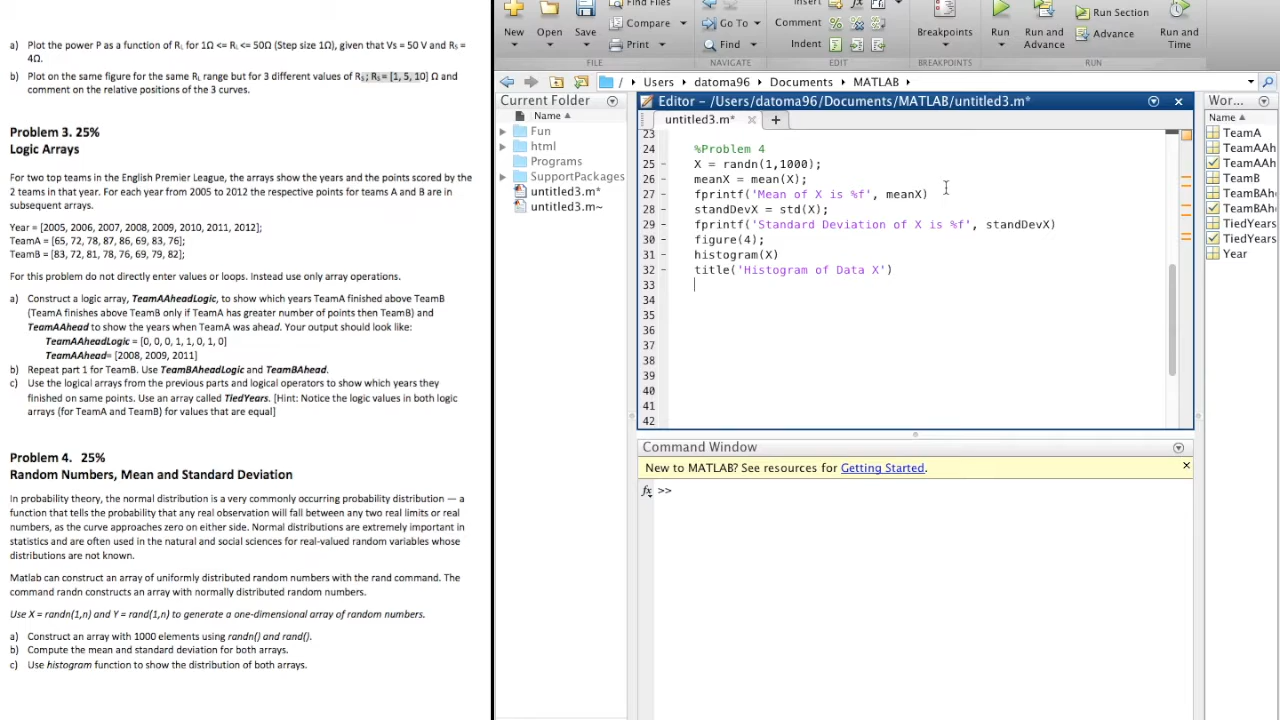 a) Plot the power P as a function of RL for 1Ω <= RL <= 50Ω (Step size 1Ω), given that Vs = 50 V and RS =
4Ω.
b) Plot on the same figure for the same RL range but for 3 different values of RS; RS = [1, 5, 10] Ω and
comment on the relative positions of the 3 curves.
Problem 3. 25%
Logic Arrays
For two top teams in the English Premier League, the arrays show the years and the points scored by the
2 teams in that year. For each year from 2005 to 2012 the respective points for teams A and B are in
subsequent arrays.
Year = [2005, 2006, 2007, 2008, 2009, 2010, 2011, 2012];
TeamA = [65, 72, 78, 87, 86, 69, 83, 76];
TeamB = [83, 72, 81, 78, 76, 69, 79, 82];
For this problem do not directly enter values or loops. Instead use only array operations.
a) Construct a logic array, TeamAAheadLogic, to show which years TeamA finished above TeamB
(TeamA finishes above TeamB only if TeamA has greater number of points then TeamB) and
TeamAAhead to show the years when TeamA was ahead. Your output should look like:
TeamAAheadLogic = [0, 0, 0, 1, 1, 0, 1, 0]
TeamAAhead= [2008, 2009, 2011]
b) Repeat part 1 for TeamB. Use TeamBAheadLogic and TeamBAhead.
c) Use the logical arrays from the previous parts and logical operators to show which years they
finished on same points. Use an array called TiedYears. [Hint: Notice the logic values in both logic
arrays (for TeamA and TeamB) for values that are equal]
Problem 4. 25%
Random Numbers, Mean and Standard Deviation
In probability theory, the normal distribution is a very commonly occurring probability distribution — a
function that tells the probability that any real observation will fall between any two real limits or real
numbers, as the curve approaches zero on either side. Normal distributions are extremely important in
statistics and are often used in the natural and social sciences for real-valued random variables whose
distributions are not known.
Matlab can construct an array of uniformly distributed random numbers with the rand command. The
command randn constructs an array with normally distributed random numbers.
Use X = randn(1,n) and Y = rand(1,n) to generate a one-dimensional array of random numbers.
a) Construct an array with 1000 elements using randn() and rand().
b) Compute the mean and standard deviation for both arrays.
c) Use histogram function to show the distribution of both arrays.
Find Files
Insert fx
Compare Go To Comment Run Section
New Open Save Breakpoints Run Run and Advance Run and
Print Find Indent Advance Time
FILE NAVIGATE EDIT BREAKPOINTS RUN
/ Users datoma96 Documents MATLAB
Current Folder
Name
Fun
html
Programs
SupportPackages
untitled3.m*
untitled3.m~
Editor - /Users/datoma96/Documents/MATLAB/untitled3.m*
untitled3.m* +
23
24 %Problem 4
25 - X = randn(1,1000);
26 - meanX = mean(X);
27 - fprintf('Mean of X is %f', meanX)
28 - standDevX = std(X);
29 - fprintf('Standard Deviation of X is %f', standDevX)
30 - figure(4);
31 - histogram(X)
32 - title('Histogram of Data X')
33
34
35
36
37
38
39
40
41
42
Command Window
New to MATLAB? See resources for Getting Started.
fx >>
Wor...
Name
TeamA
TeamAAh
TeamAAh
TeamB
TeamBAh
TeamBAh
TiedYears
TiedYears
Year